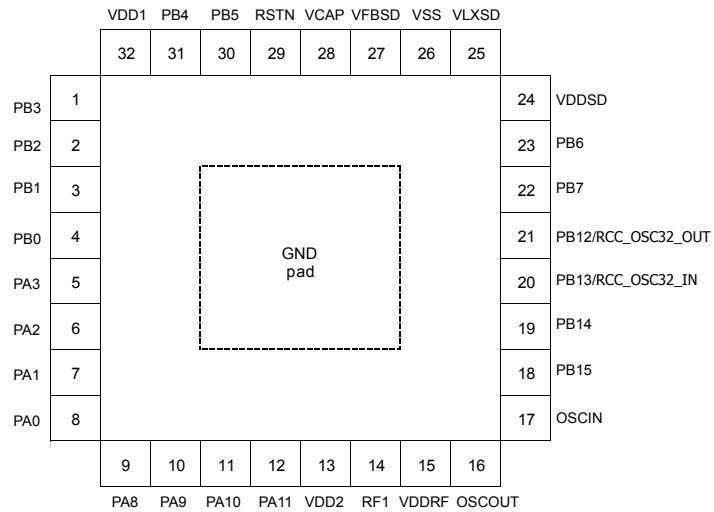 VDD1 PB4 PB5 RSTN VCAP VFBSD VSS VLXSD
32 31 30 29 28 27 26 25
PB3 1
PB2 2
PB1 3
PB0 4
PA3 5
PA2 6
PA1 7
PA0 8
GND
pad
24 VDDSD
23 PB6
22 PB7
21 PB12/RCC_OSC32_OUT
20 PB13/RCC_OSC32_IN
19 PB14
18 PB15
17 OSCIN
9 10 11 12 13 14 15 16
PA8 PA9 PA10 PA11 VDD2 RF1 VDDRF OSCOUT